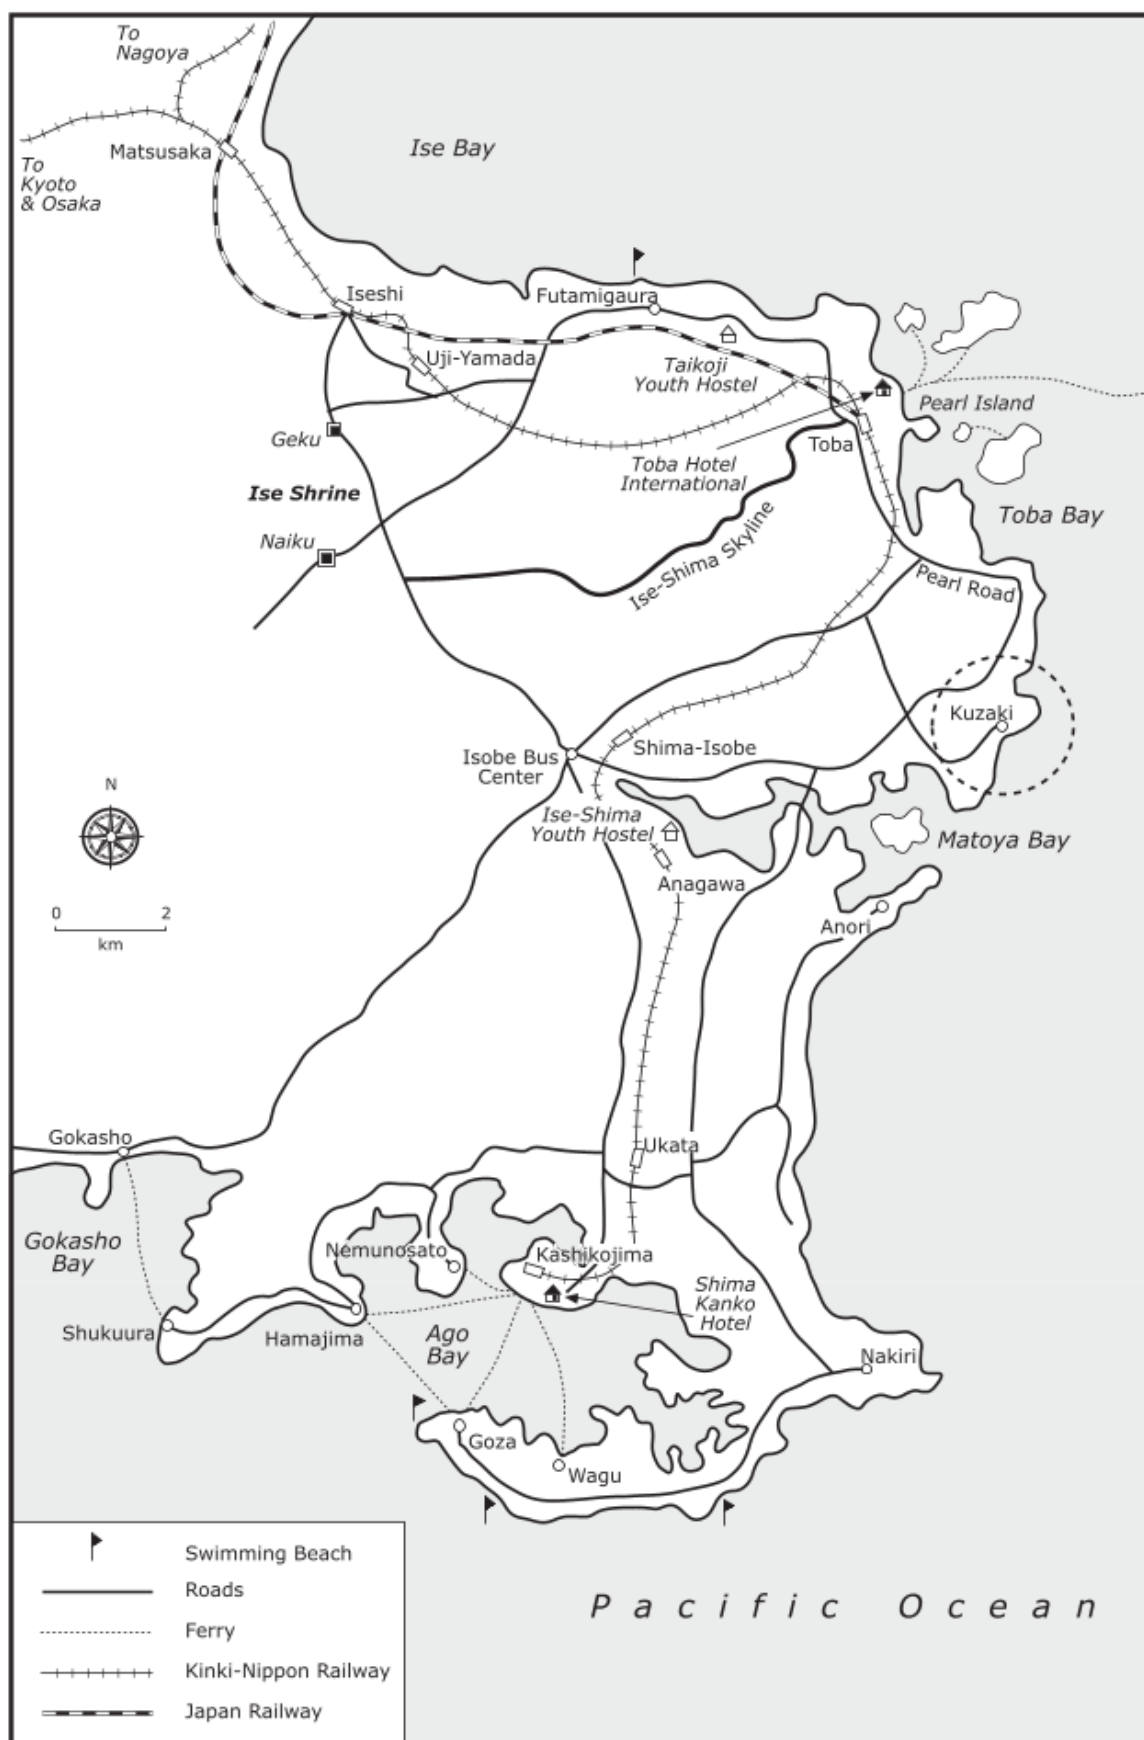 To
Nagoya
Matsusaka
To
Kyoto
& Osaka
Ise Bay
Iseshi
Futamigaura
Uji-Yamada
Taikoji
Youth Hostel
Pearl Island
Geku
Toba
Toba Hotel
International
Ise Shrine
Toba Bay
Naiku
Ise-Shima Skyline
Pearl Road
Kuzaki
Isobe Bus
Center
Shima-Isobe
N
Ise-Shima
Youth Hostel
Matoya Bay
Anagawa
0 2
km
Anori
Gokasho
Ukata
Gokasho
Bay
Nemunosato
Kashikojima
Shima
Kanko
Hotel
Shukuura
Hamajima
Ago
Bay
Nakiri
Goza
Wagu
Swimming Beach
Roads
Ferry
Kinki-Nippon Railway
Japan Railway
Pacific Ocean